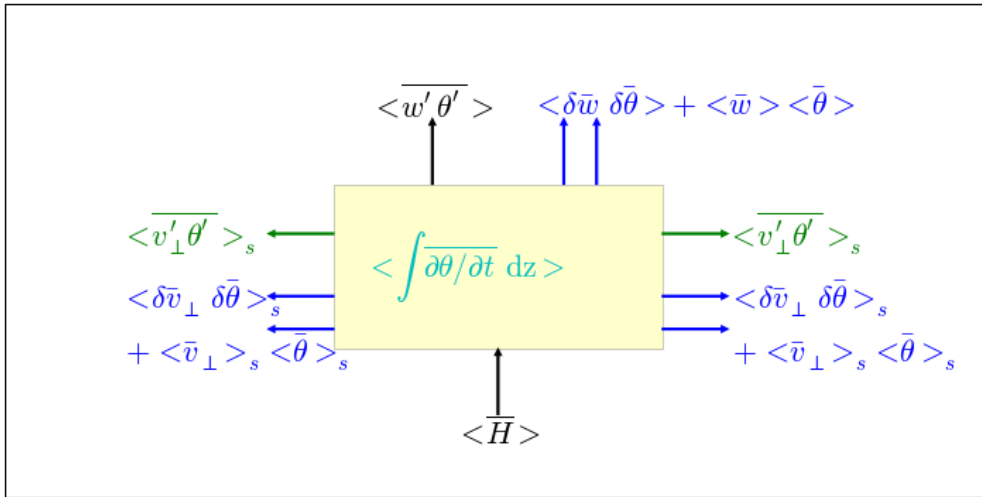 $<\overline{w'\,\theta'}>$
$<\delta\bar{w}\ \delta\bar{\theta}> + <\bar{w}><\bar{\theta}>$
$<\overline{v'_{\perp}\theta'}>_s$
$<\overline{v'_{\perp}\theta'}>_s$
$<\int \overline{\partial\theta/\partial t}\ \mathrm{dz}>$
$<\delta\bar{v}_{\perp}\ \delta\bar{\theta}>_s$
$+ <\bar{v}_{\perp}>_s <\bar{\theta}>_s$
$<\delta\bar{v}_{\perp}\ \delta\bar{\theta}>_s$
$+ <\bar{v}_{\perp}>_s <\bar{\theta}>_s$
$<\overline{H}>$